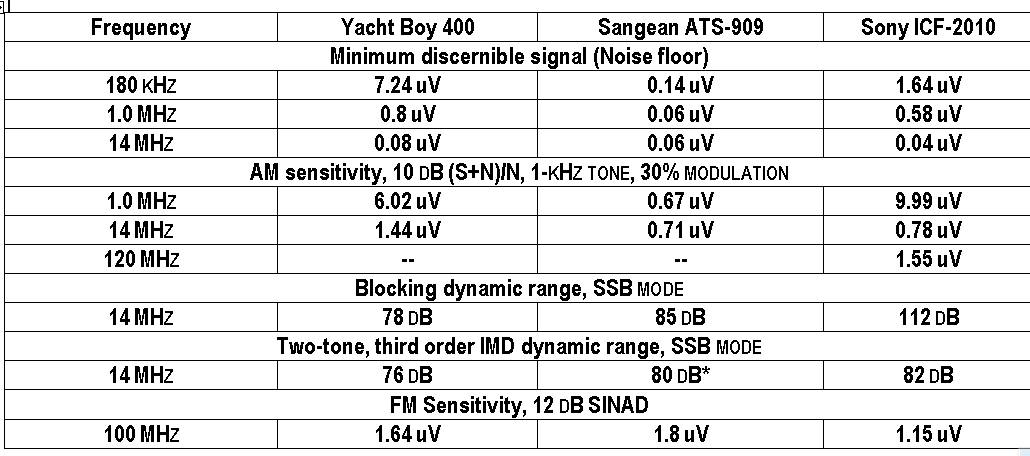 Frequency Yacht Boy 400 Sangean ATS-909 Sony ICF-2010
Minimum discernible signal (Noise floor)
180 KHZ 7.24 uV 0.14 uV 1.64 uV
1.0 MHZ 0.8 uV 0.06 uV 0.58 uV
14 MHZ 0.08 uV 0.06 uV 0.04 uV
AM sensitivity, 10 DB (S+N)/N, 1-KHZ TONE, 30% MODULATION
1.0 MHZ 6.02 uV 0.67 uV 9.99 uV
14 MHZ 1.44 uV 0.71 uV 0.78 uV
120 MHZ -- -- 1.55 uV
Blocking dynamic range, SSB MODE
14 MHZ 78 DB 85 DB 112 DB
Two-tone, third order IMD dynamic range, SSB MODE
14 MHZ 76 DB 80 DB* 82 DB
FM Sensitivity, 12 DB SINAD
100 MHZ 1.64 uV 1.8 uV 1.15 uV